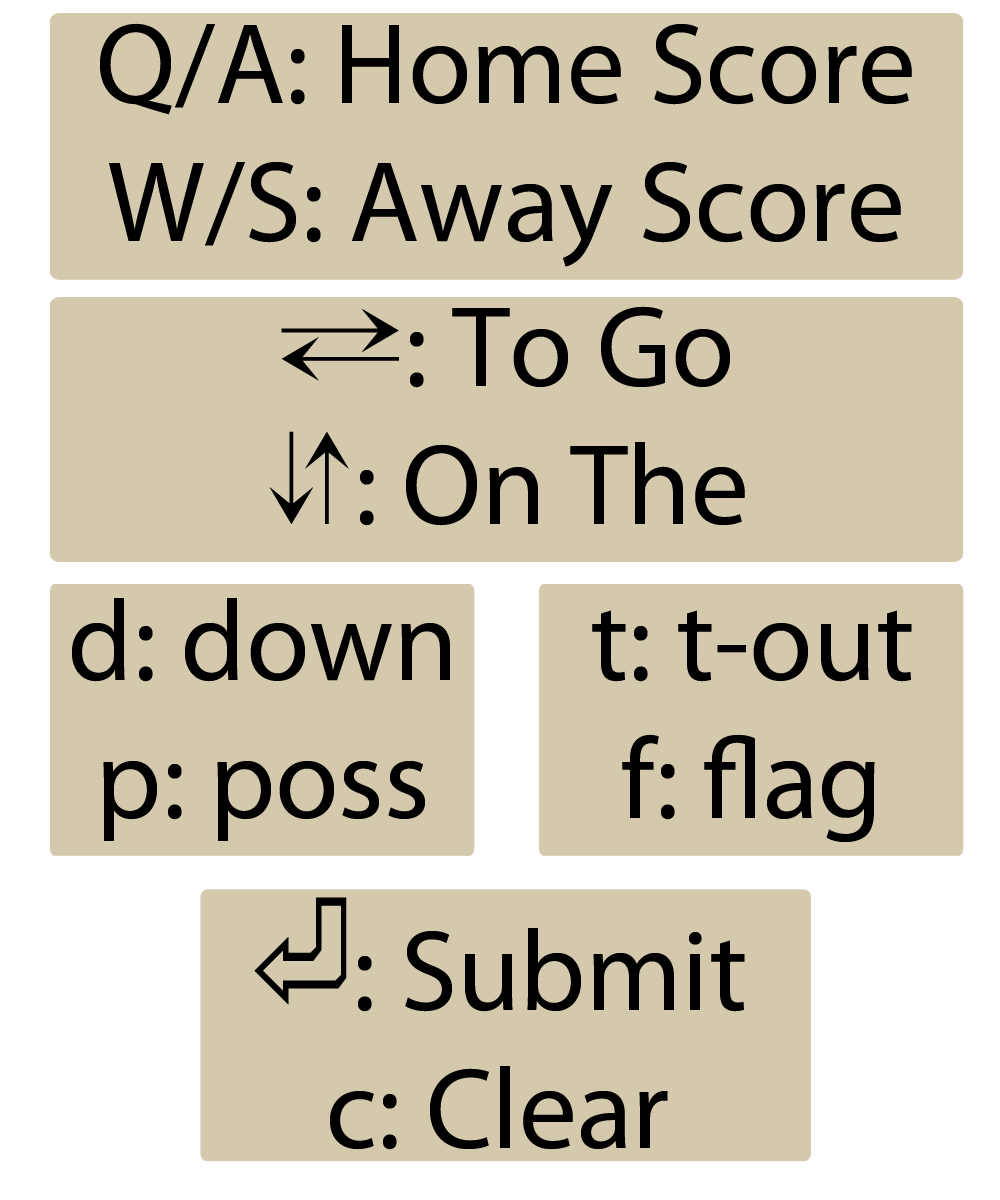 Q/A: Home Score
W/S: Away Score
⇄: To Go
⇵: On The
d: down
p: poss
t: t-out
f: flag
⏎: Submit
c: Clear